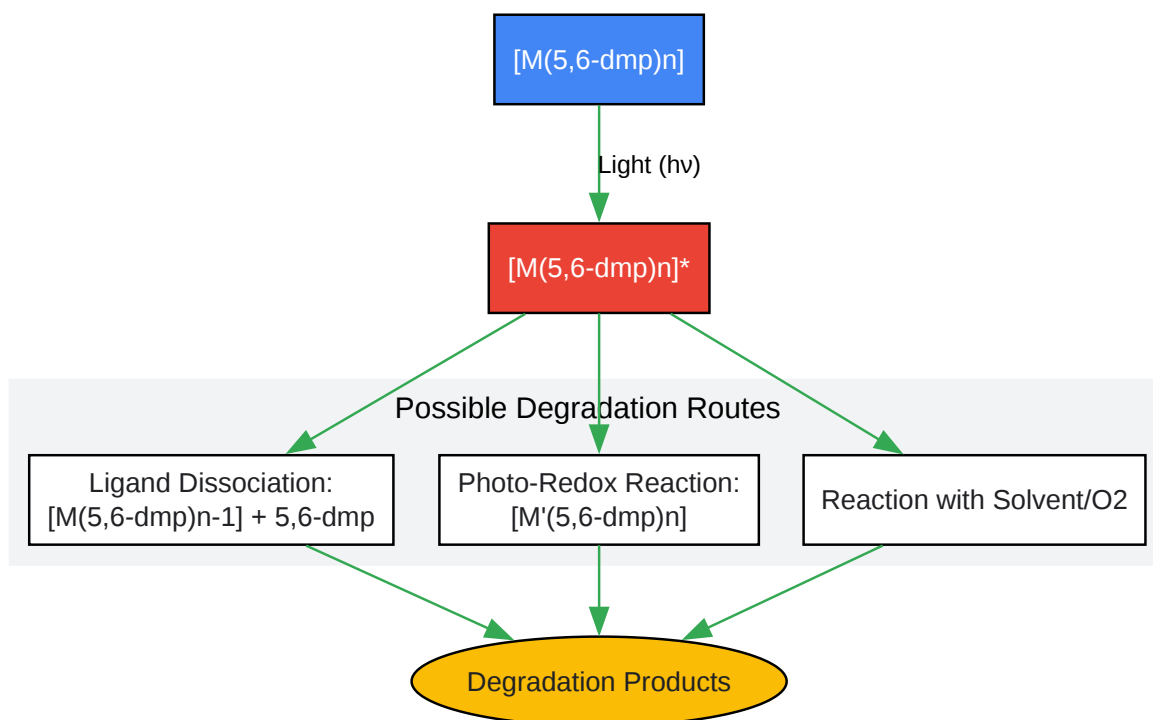 [M(5,6-dmp)n]
Light (hν)
[M(5,6-dmp)n]*
Possible Degradation Routes
Ligand Dissociation:
[M(5,6-dmp)n-1] + 5,6-dmp
Photo-Redox Reaction:
[M'(5,6-dmp)n]
Reaction with Solvent/O2
Degradation Products